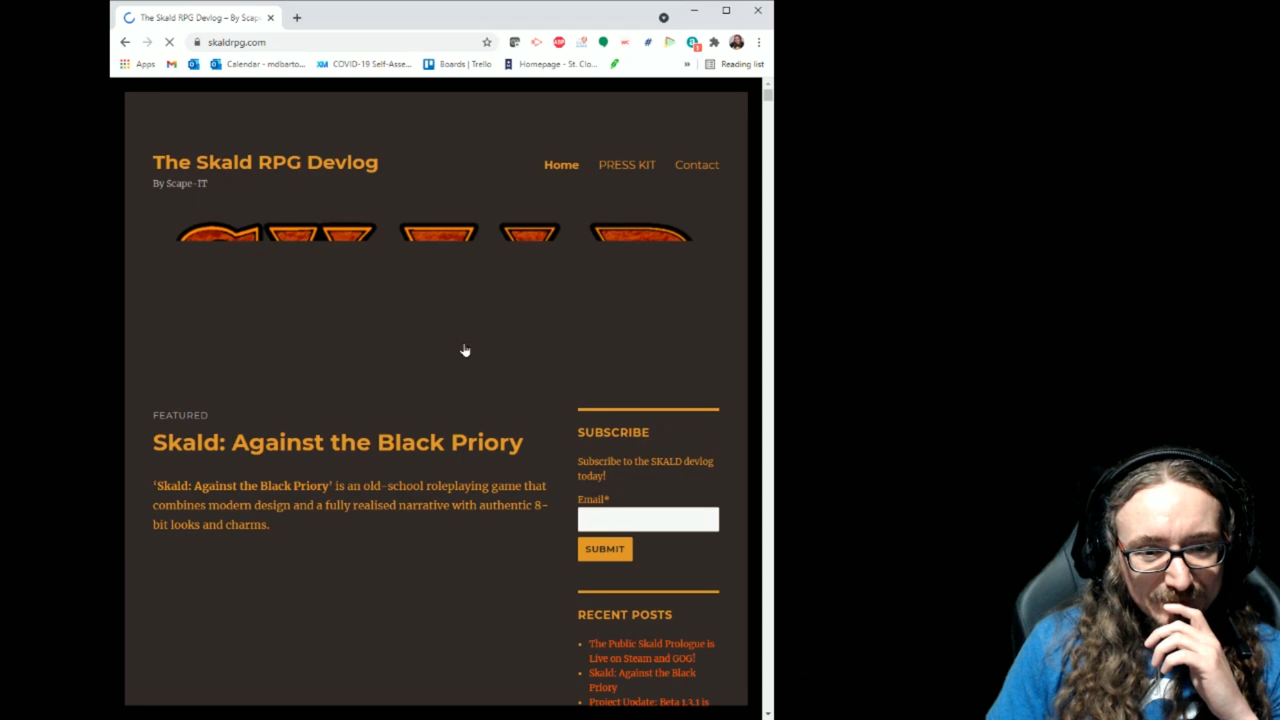 The Skald RPG Devlog – By Scap
skaldrpg.com
Apps
Calendar - mdbarto...
COVID-19 Self-Asse...
Boards | Trello
Homepage - St. Clo...
»
Reading list
The Skald RPG Devlog
By Scape-IT
Home
PRESS KIT
Contact
FEATURED
Skald: Against the Black Priory
'Skald: Against the Black Priory' is an old-school roleplaying game that
combines modern design and a fully realised narrative with authentic 8-
bit looks and charms.
SUBSCRIBE
Subscribe to the SKALD devlog
today!
Email*
SUBMIT
RECENT POSTS
The Public Skald Prologue is
Live on Steam and GOG!
Skald: Against the Black
Priory
Project Update: Beta 1.3.1 is